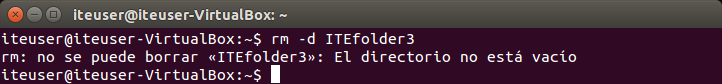 iteuser@iteuser-VirtualBox: ~
iteuser@iteuser-VirtualBox:~$ rm -d ITEfolder3
rm: no se puede borrar «ITEfolder3»: El directorio no está vacío
iteuser@iteuser-VirtualBox:~$